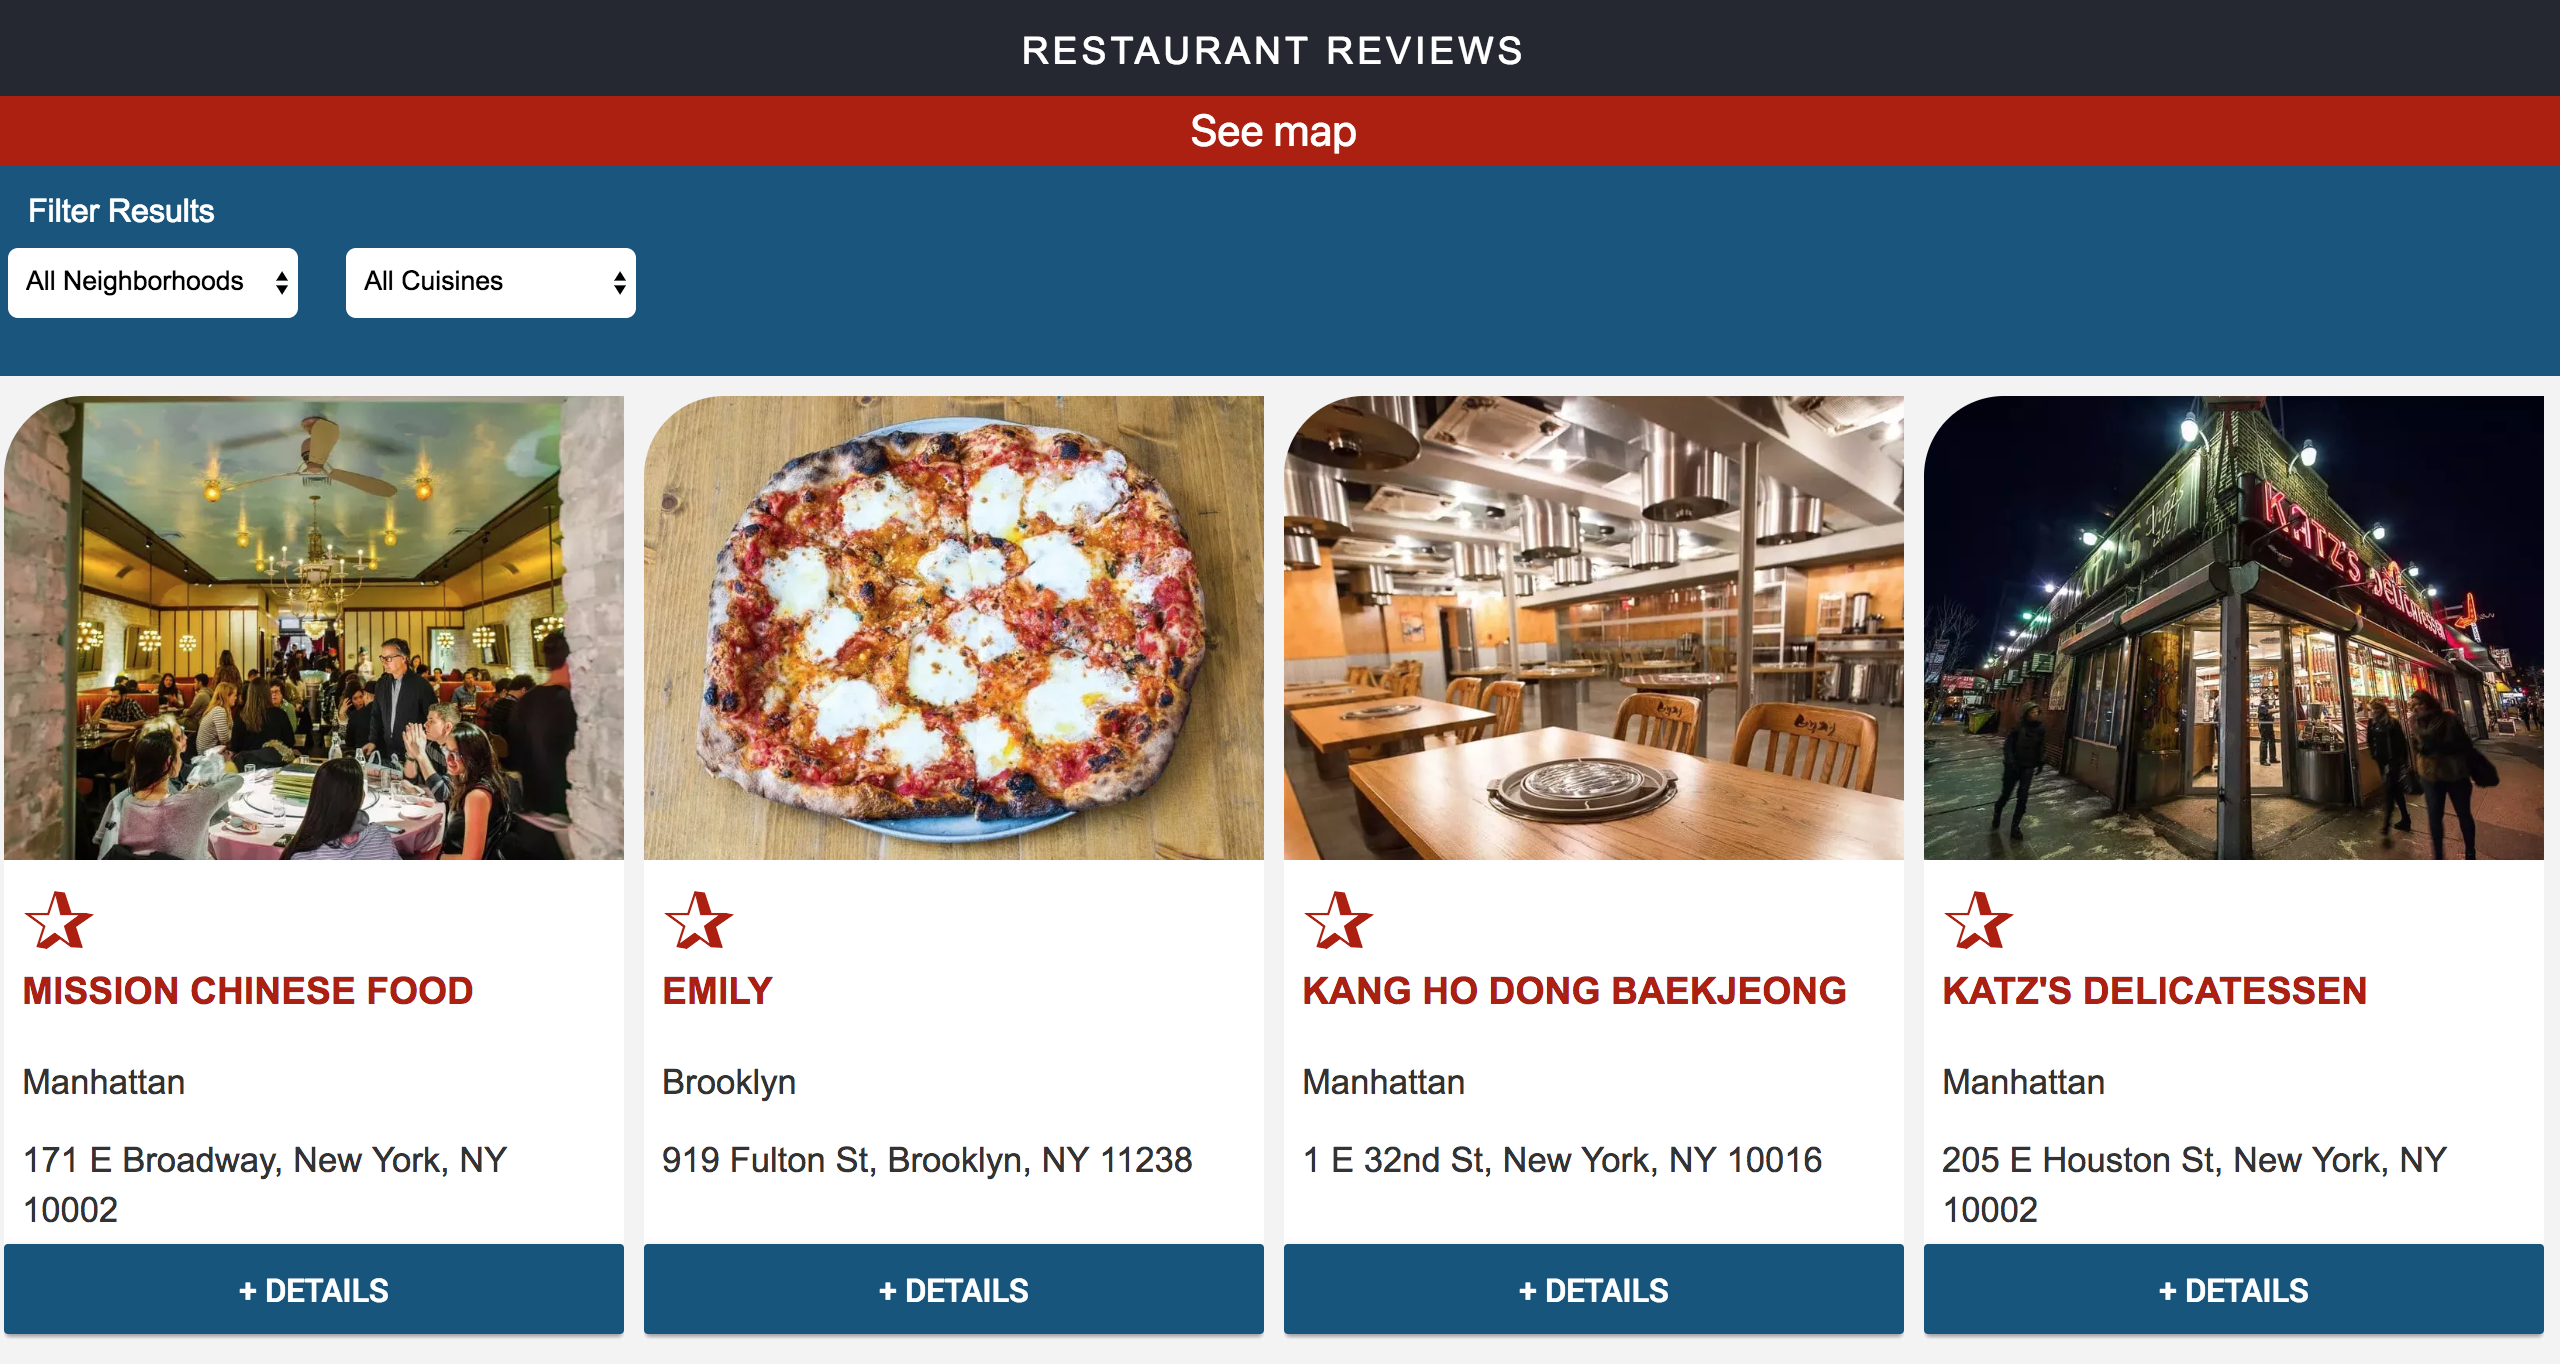 RESTAURANT REVIEWS
See map
Filter Results
All Neighborhoods
All Cuisines
KATZ'S DELICATESSEN
MISSION CHINESE FOOD
Manhattan
171 E Broadway, New York, NY
10002
+ DETAILS
EMILY
Brooklyn
919 Fulton St, Brooklyn, NY 11238
+ DETAILS
KANG HO DONG BAEKJEONG
Manhattan
1 E 32nd St, New York, NY 10016
+ DETAILS
KATZ'S DELICATESSEN
Manhattan
205 E Houston St, New York, NY
10002
+ DETAILS